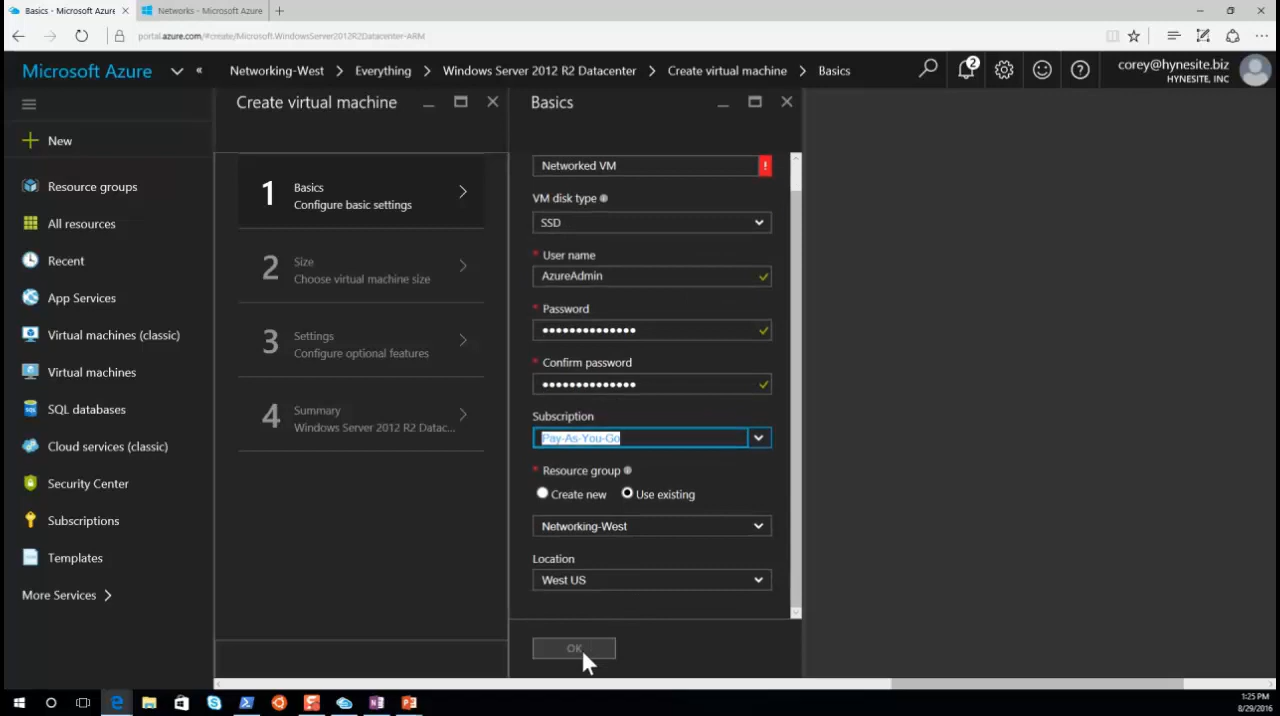 Basics - Microsoft Azure
Networks - Microsoft Azure
portal.azure.com/#create/Microsoft.WindowsServer2012R2Datacenter-ARM
Microsoft Azure
Networking-West > Everything > Windows Server 2012 R2 Datacenter > Create virtual machine > Basics
2
corey@hynesite.biz
HYNESITE, INC
New
Resource groups
All resources
Recent
App Services
Virtual machines (classic)
Virtual machines
SQL databases
Cloud services (classic)
Security Center
Subscriptions
Templates
More Services >
Create virtual machine
1
Basics
Configure basic settings
2
Size
Choose virtual machine size
3
Settings
Configure optional features
4
Summary
Windows Server 2012 R2 Datac...
Basics
Networked VM
!
VM disk type
SSD
* User name
AzureAdmin
* Password
••••••••••••••
* Confirm password
••••••••••••••
Subscription
Pay-As-You-Go
* Resource group
Create new
Use existing
Networking-West
Location
West US
OK
1:25 PM
8/29/2016